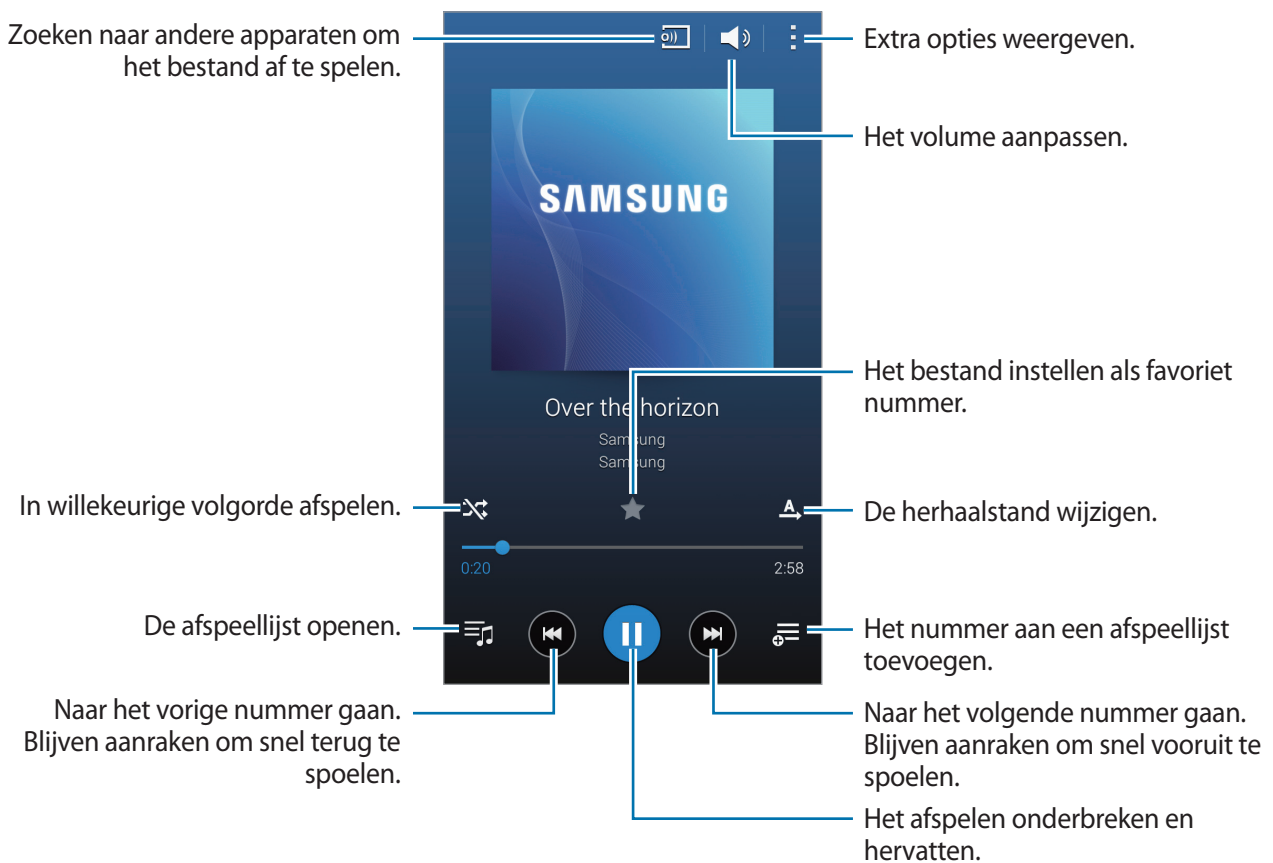 Zoeken naar andere apparaten om
het bestand af te spelen.
Extra opties weergeven.
Het volume aanpassen.
SAMSUNG
Het bestand instellen als favoriet
nummer.
Over the horizon
Samsung
Samsung
In willekeurige volgorde afspelen.
A
De herhaalstand wijzigen.
0:20
2:58
De afspeellijst openen.
Het nummer aan een afspeellijst
toevoegen.
Naar het vorige nummer gaan.
Blijven aanraken om snel terug te
spoelen.
Naar het volgende nummer gaan.
Blijven aanraken om snel vooruit te
spoelen.
Het afspelen onderbreken en
hervatten.